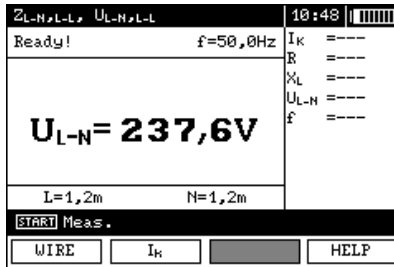 ZL-N,L-L, UL-N,L-L 10:48
Ready! f=50,0Hz
IK =---
R =---
XL =---
UL-N =---
f =---
UL-N= 237,6V
L=1,2m N=1,2m
START Meas.
WIRE IK HELP